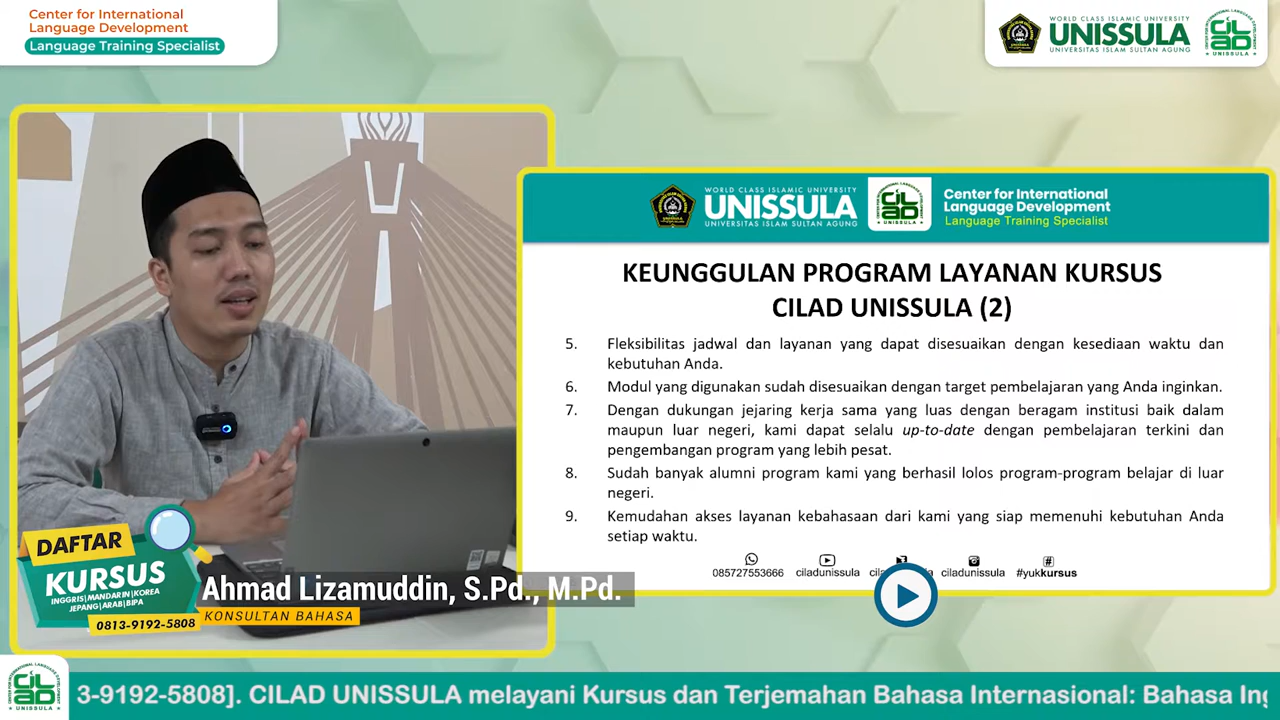 Center for International
Language Development
Language Training Specialist
WORLD CLASS ISLAMIC UNIVERSITY
UNISSULA
UNIVERSITAS ISLAM SULTAN AGUNG
CILAD
UNISSULA
WORLD CLASS ISLAMIC UNIVERSITY
UNISSULA
UNIVERSITAS ISLAM SULTAN AGUNG
CILAD
UNISSULA
Center for International
Language Development
Language Training Specialist
KEUNGGULAN PROGRAM LAYANAN KURSUS
CILAD UNISSULA (2)
5. Fleksibilitas jadwal dan layanan yang dapat disesuaikan dengan kesediaan waktu dan
kebutuhan Anda.
6. Modul yang digunakan sudah disesuaikan dengan target pembelajaran yang Anda inginkan.
7. Dengan dukungan jejaring kerja sama yang luas dengan beragam institusi baik dalam
maupun luar negeri, kami dapat selalu up-to-date dengan pembelajaran terkini dan
pengembangan program yang lebih pesat.
8. Sudah banyak alumni program kami yang berhasil lolos program-program belajar di luar
negeri.
9. Kemudahan akses layanan kebahasaan dari kami yang siap memenuhi kebutuhan Anda
setiap waktu.
085727553666 ciladunissula ciladunissula #yukkursus
DAFTAR
KURSUS
INGGRIS|MANDARIN|KOREA
JEPANG|ARAB|BIPA
0813-9192-5808
Ahmad Lizamuddin, S.Pd., M.Pd.
KONSULTAN BAHASA
CILAD
UNISSULA
3-9192-5808]. CILAD UNISSULA melayani Kursus dan Terjemahan Bahasa Internasional: Bahasa Ing